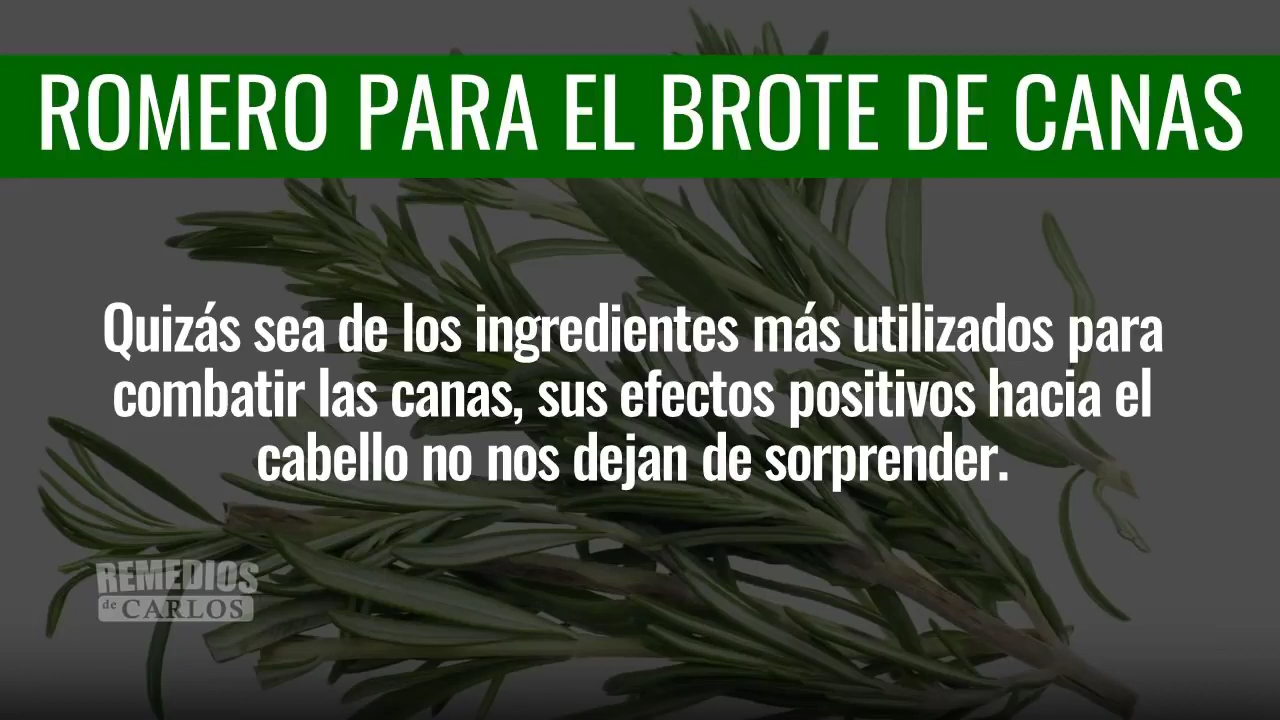 ROMERO PARA EL BROTE DE CANAS
Quizás sea de los ingredientes más utilizados para
combatir las canas, sus efectos positivos hacia el
cabello no nos dejan de sorprender.
REMEDIOS
de CARLOS